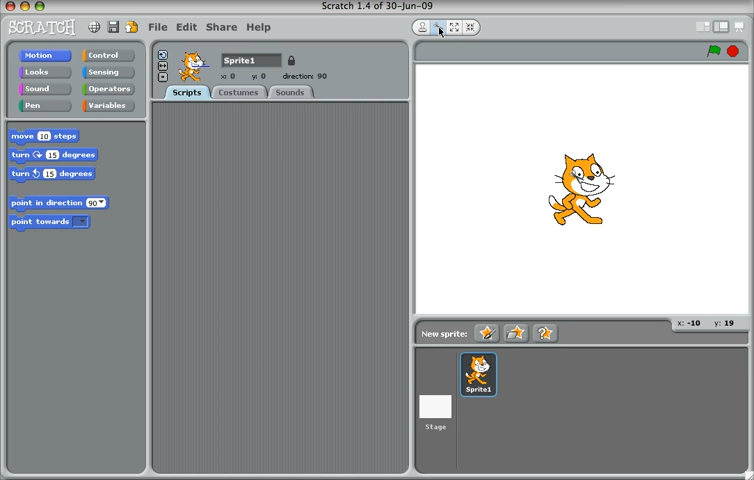 Scratch 1.4 of 30-Jun-09
SCRATCH File Edit Share Help
Motion Control
Looks Sensing
Sound Operators
Pen Variables
move 10 steps
turn 15 degrees
turn 15 degrees
point in direction 90
point towards
Sprite1
x: 0 y: 0 direction: 90
Scripts Costumes Sounds
x: -10 y: 19
New sprite:
Sprite1
Stage